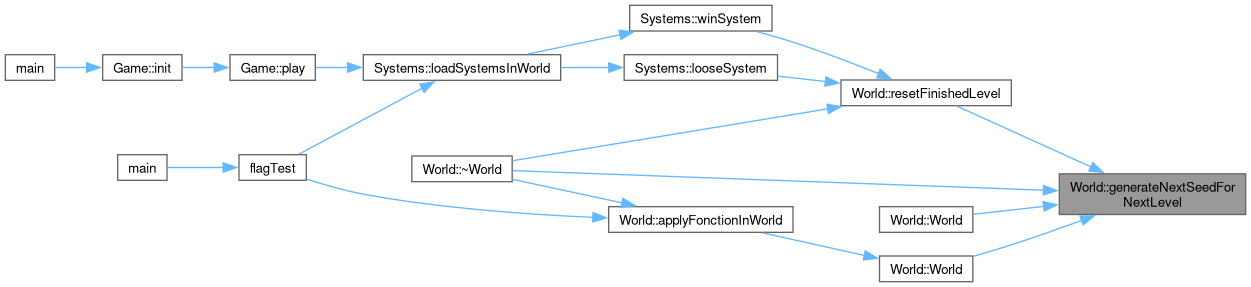 Systems::winSystem
main
Game::init
Game::play
Systems::loadSystemsInWorld
Systems::looseSystem
World::resetFinishedLevel
main
flagTest
World::~World
World::generateNextSeedFor
NextLevel
World::applyFonctionInWorld
World::World
World::World